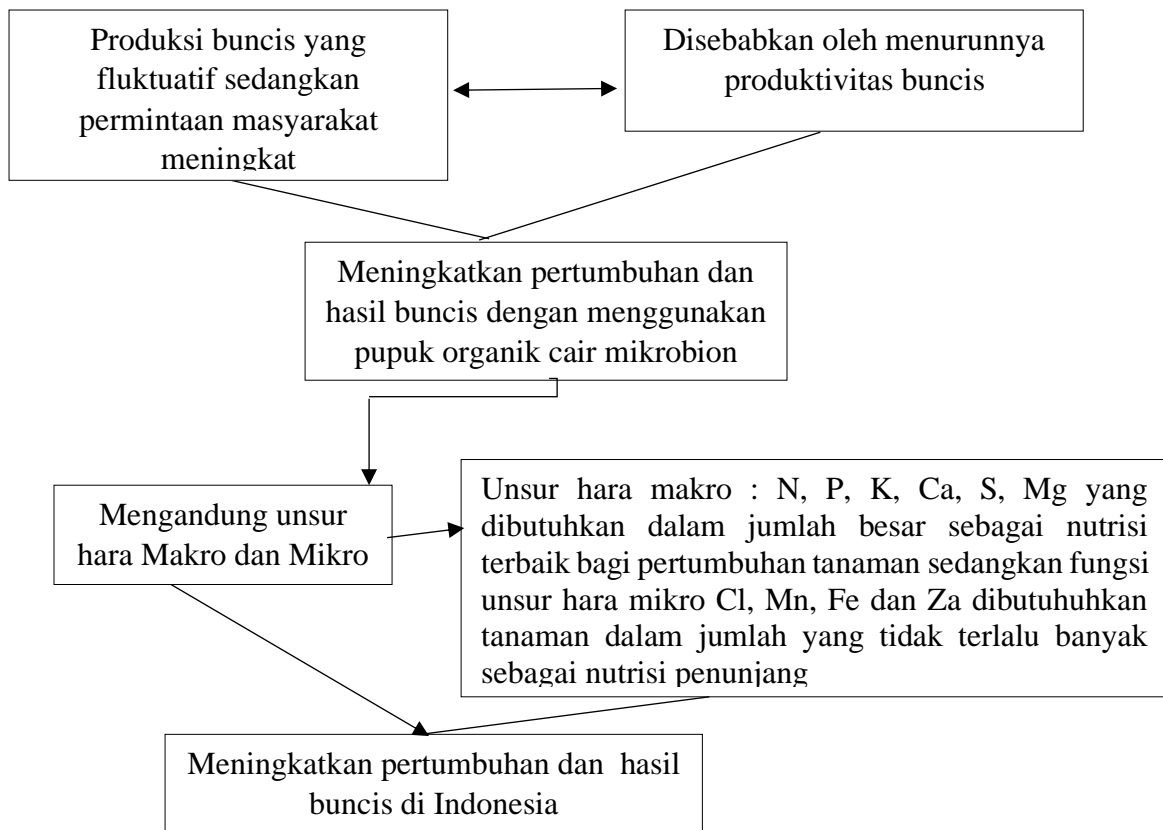 Produksi buncis yang
fluktuatif sedangkan
permintaan masyarakat
meningkat
Disebabkan oleh menurunnya
produktivitas buncis
Meningkatkan pertumbuhan dan
hasil buncis dengan menggunakan
pupuk organik cair mikrobion
Mengandung unsur
hara Makro dan Mikro
Unsur hara makro : N, P, K, Ca, S, Mg yang
dibutuhkan dalam jumlah besar sebagai nutrisi
terbaik bagi pertumbuhan tanaman sedangkan fungsi
unsur hara mikro Cl, Mn, Fe dan Za dibutuhuhkan
tanaman dalam jumlah yang tidak terlalu banyak
sebagai nutrisi penunjang
Meningkatkan pertumbuhan dan hasil
buncis di Indonesia